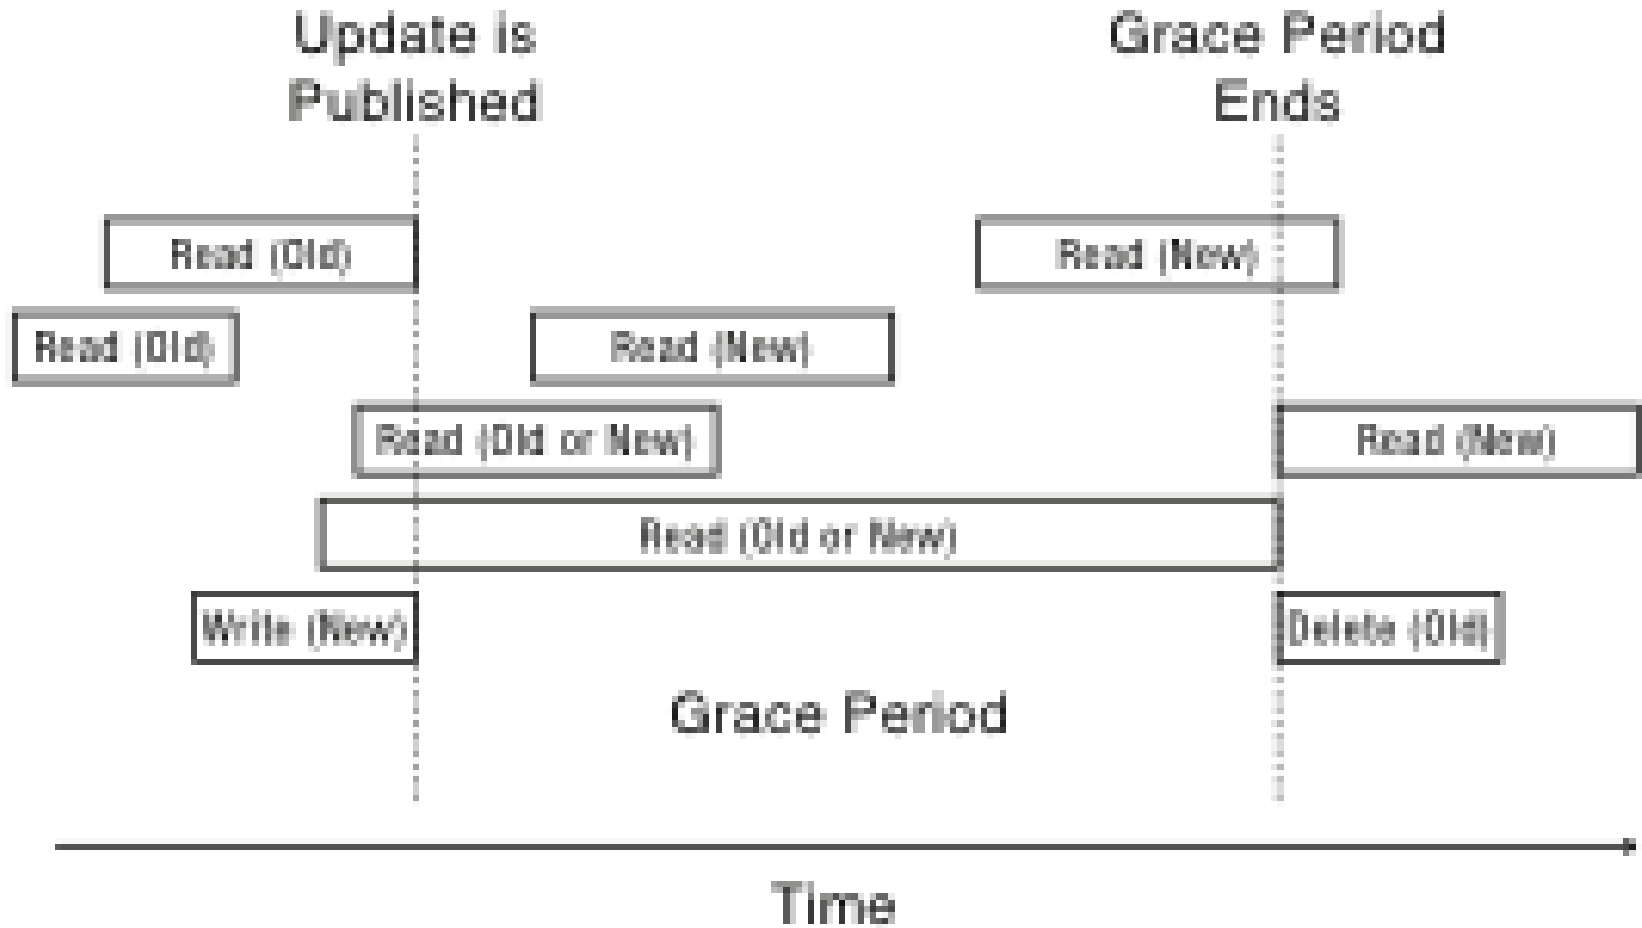 Update is
Published
Grace Period
Ends
Read (Old)
Read (New)
Read (Old)
Read (New)
Read (Old or New)
Read (New)
Read (Old or New)
Write (New)
Delete (Old)
Grace Period
Time